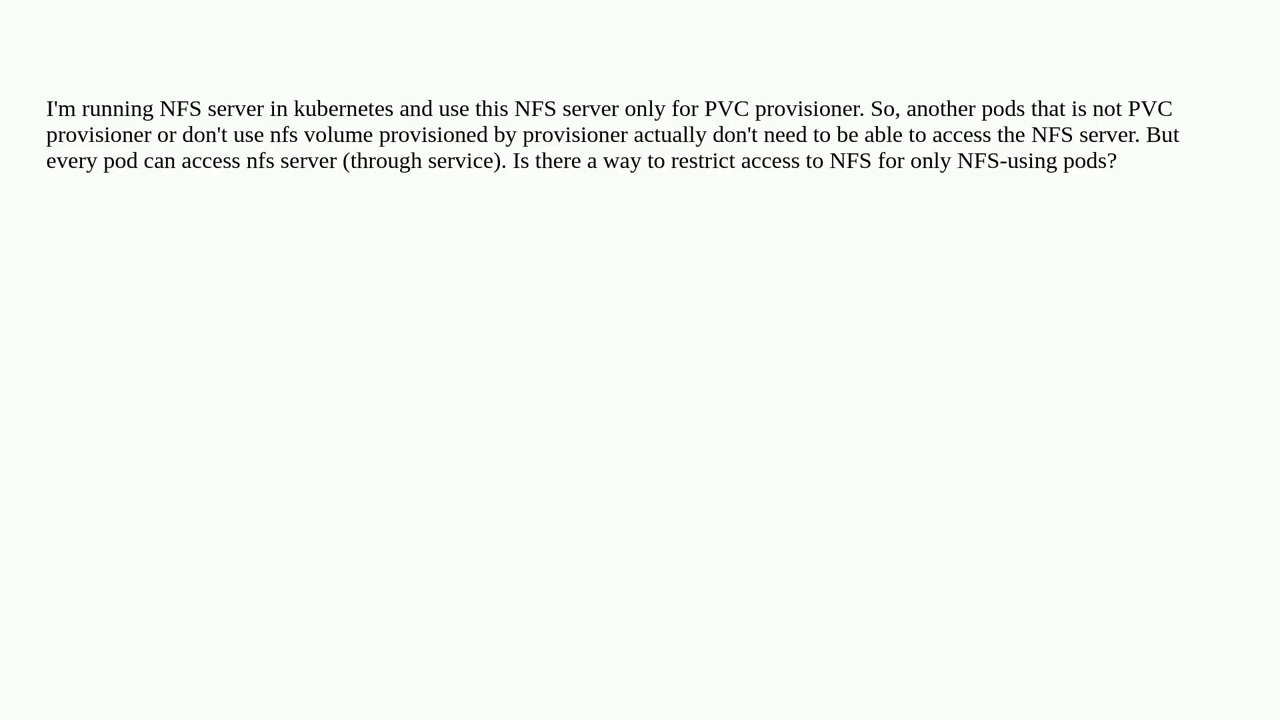 I'm running NFS server in kubernetes and use this NFS server only for PVC provisioner. So, another pods that is not PVC
provisioner or don't use nfs volume provisioned by provisioner actually don't need to be able to access the NFS server. But
every pod can access nfs server (through service). Is there a way to restrict access to NFS for only NFS-using pods?